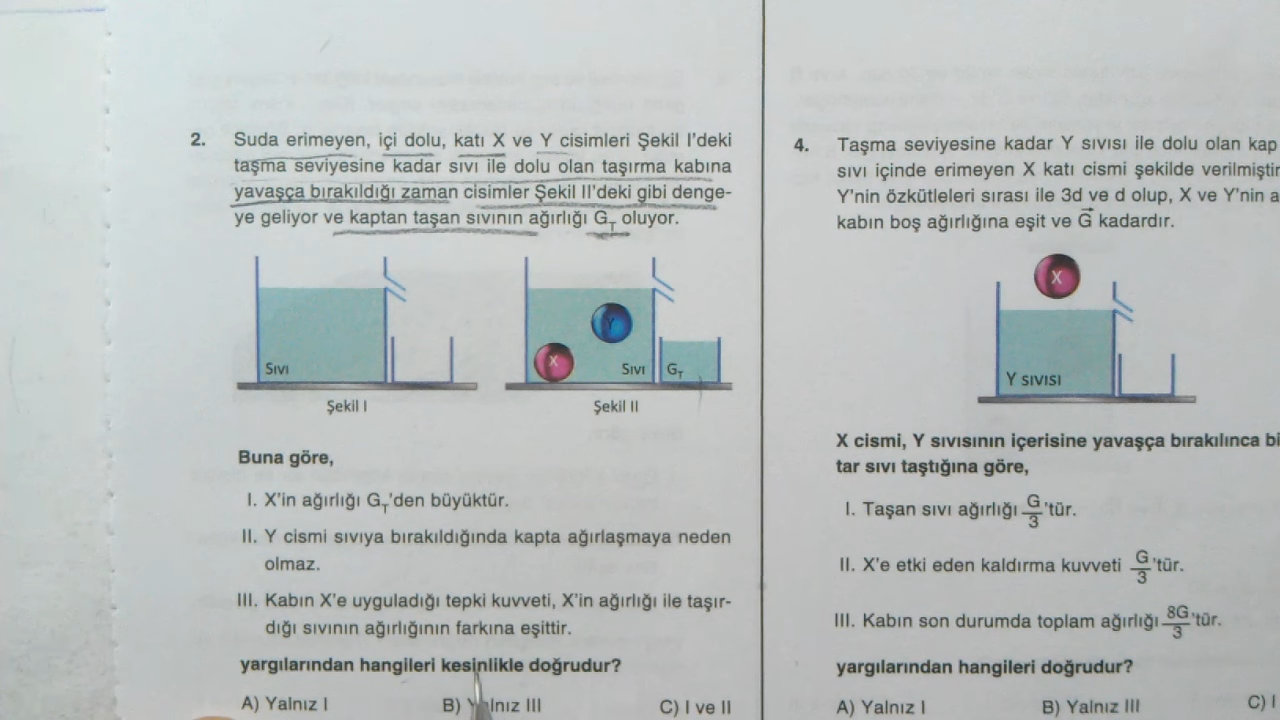 2. Suda erimeyen, içi dolu, katı X ve Y cisimleri Şekil I'deki
taşma seviyesine kadar sıvı ile dolu olan taşırma kabına
yavaşça bırakıldığı zaman cisimler Şekil II'deki gibi denge-
ye geliyor ve kaptan taşan sıvının ağırlığı GT oluyor.
SIVI
X
Y
SIVI
GT
Şekil I
Şekil II
Buna göre,
I. X'in ağırlığı GT'den büyüktür.
II. Y cismi sıvıya bırakıldığında kapta ağırlaşmaya neden
olmaz.
III. Kabın X'e uyguladığı tepki kuvveti, X'in ağırlığı ile taşır-
dığı sıvının ağırlığının farkına eşittir.
yargılarından hangileri kesinlikle doğrudur?
A) Yalnız I B) Yalnız III C) I ve II
4. Taşma seviyesine kadar Y sıvısı ile dolu olan kap
sıvı içinde erimeyen X katı cismi şekilde verilmiştir
Y'nin özkütleleri sırası ile 3d ve d olup, X ve Y'nin a
kabın boş ağırlığına eşit ve G kadardır.
X
Y SIVISI
X cismi, Y sıvısının içerisine yavaşça bırakılınca bi
tar sıvı taştığına göre,
I. Taşan sıvı ağırlığı G/3'tür.
II. X'e etki eden kaldırma kuvveti G/3'tür.
III. Kabın son durumda toplam ağırlığı 8G/3'tür.
yargılarından hangileri doğrudur?
A) Yalnız I B) Yalnız III C) I